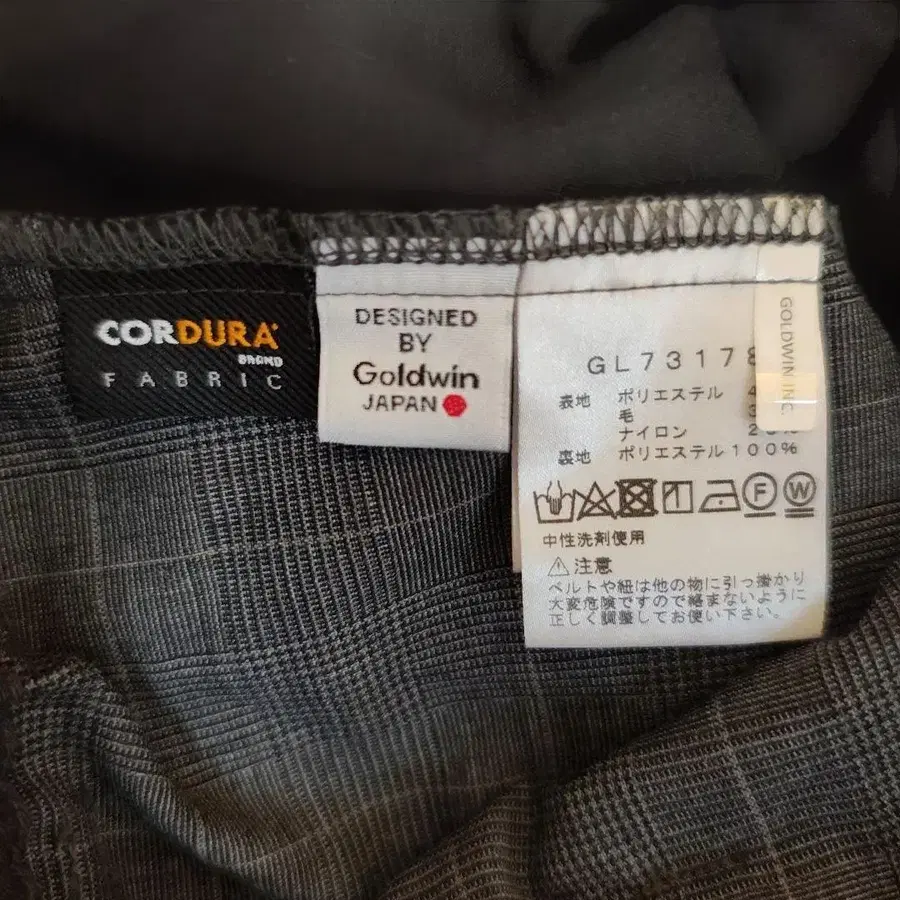 CORDURA
BRAND
FABRIC
DESIGNED
BY
Goldwin
JAPAN
GL73178
表地 ポリエステル
毛
ナイロン
裏地 ポリエステル100%
F W
中性洗剤使用
注意
ベルトや紐は他の物に引っ掛かり
大変危険ですので絡まないように
正しく調整してお使い下さい。
GOLDWIN INC